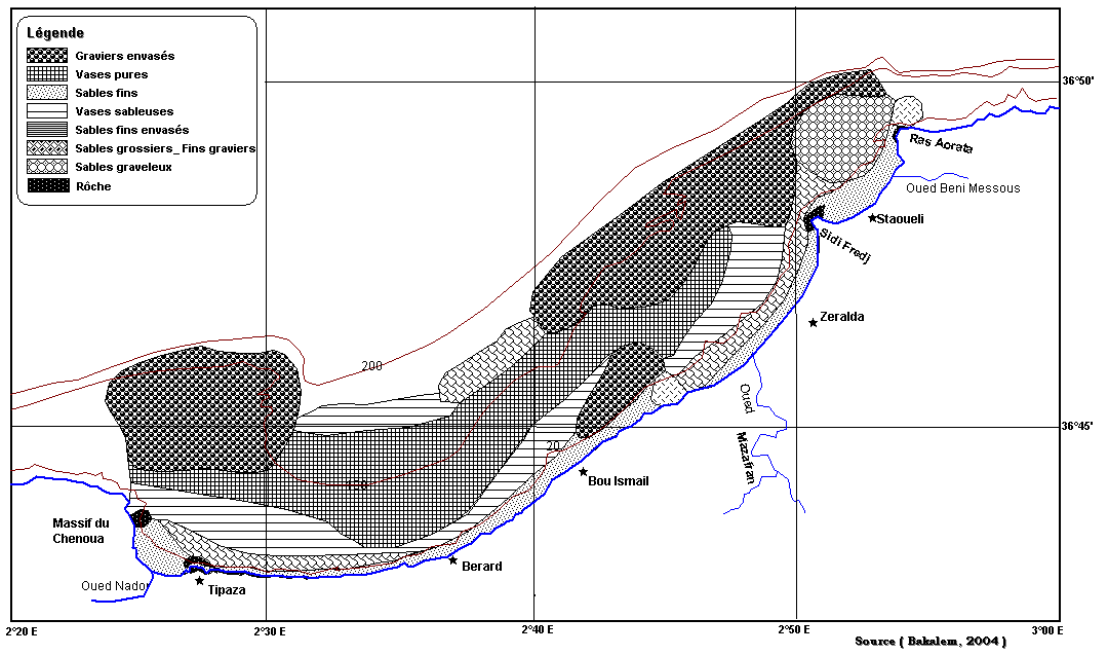 Légende
Graviers envasés
Vases pures
Sables fins
Vases sableuses
Sables fins envasés
Sables grossiers_ Fins graviers
Sables graveleux
Rôche
36°50'
Ras Aorata
Oued Beni Messous
Staoueli
Sidi Fredj
Zeralda
200
Oued
Mazafran
36°45'
20
Bou Ismail
100
Massif du
Chenoua
Berard
Oued Nador
Tipaza
2°20 E
2°30 E
2°40 E
2°50 E
3°00 E
Source ( Bakalem, 2004 )